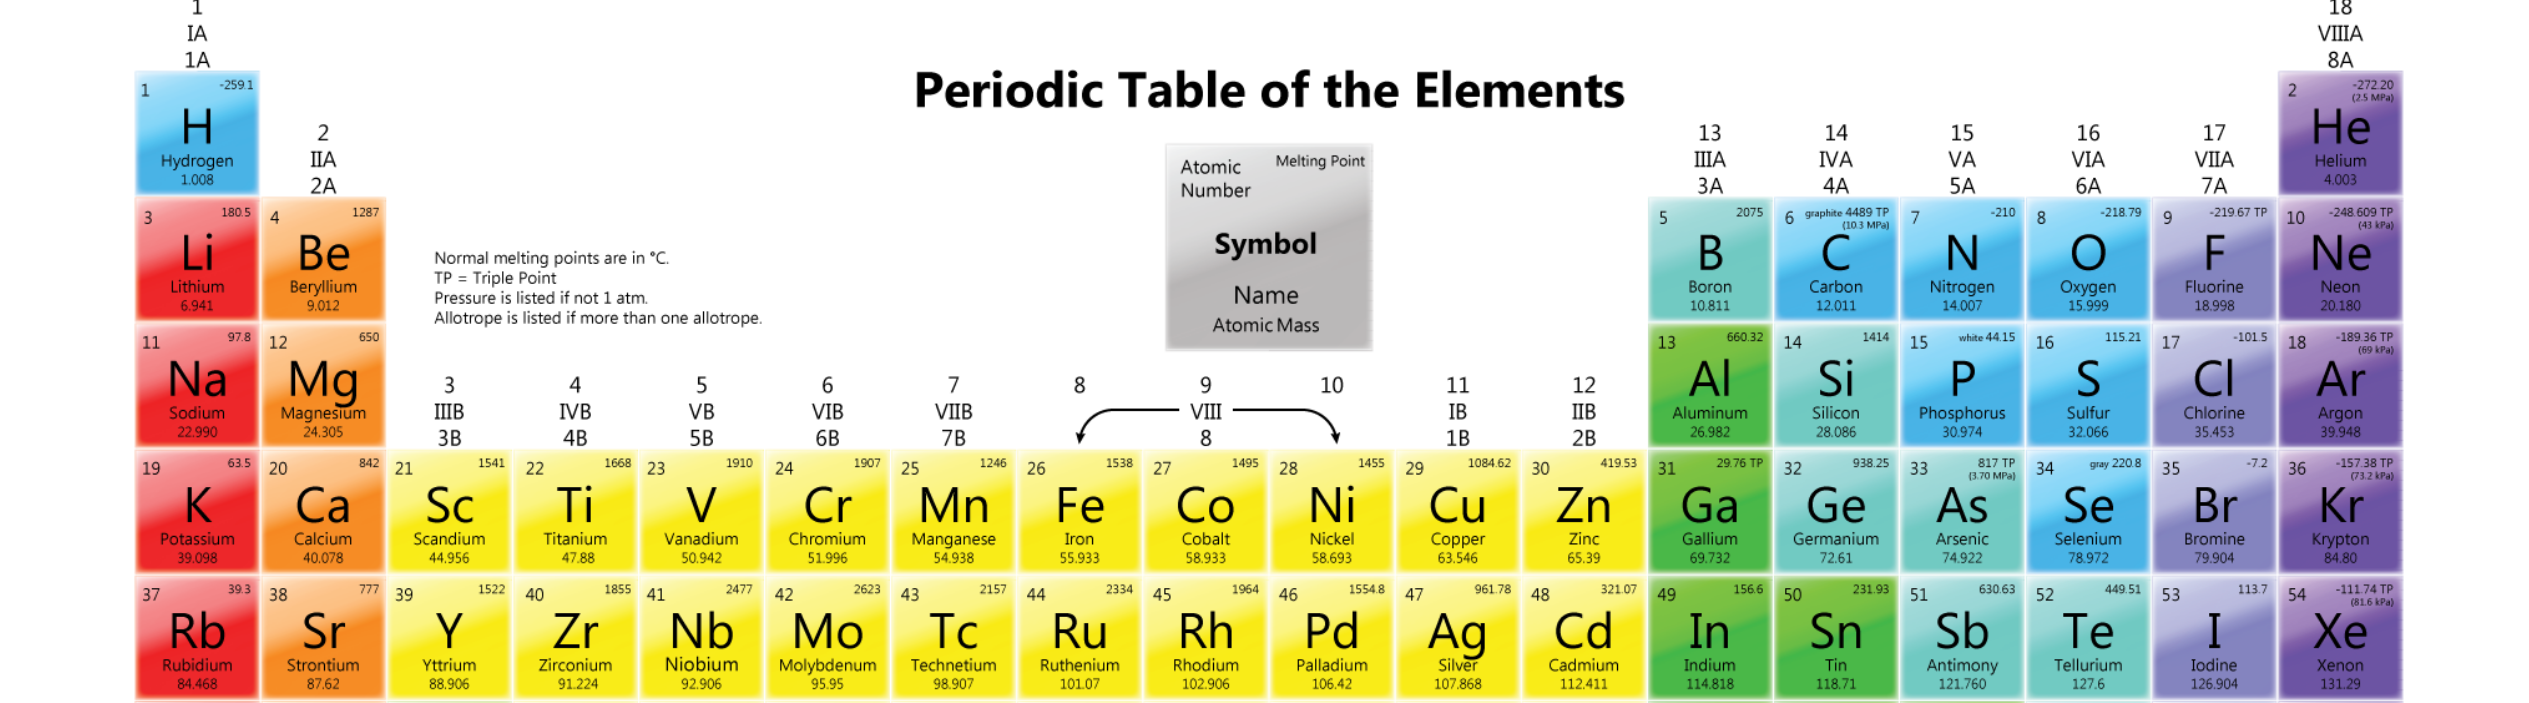 1
IA
1A
18
VIIIA
8A
Periodic Table of the Elements
1 -259.1
H
Hydrogen
1.008
2 -272.20
(2.5 MPa)
He
Helium
4.003
2
IIA
2A
13
IIIA
3A
14
IVA
4A
15
VA
5A
16
VIA
6A
17
VIIA
7A
Atomic Number Melting Point
Symbol
Name
Atomic Mass
3 180.5
Li
Lithium
6.941
4 1287
Be
Beryllium
9.012
Normal melting points are in °C.
TP = Triple Point
Pressure is listed if not 1 atm.
Allotrope is listed if more than one allotrope.
5 2075
B
Boron
10.811
6 graphite 4489 TP
(10.3 MPa)
C
Carbon
12.011
7 -210
N
Nitrogen
14.007
8 -218.79
O
Oxygen
15.999
9 -219.67 TP
F
Fluorine
18.998
10 -248.609 TP
(43 kPa)
Ne
Neon
20.180
11 97.8
Na
Sodium
22.990
12 650
Mg
Magnesium
24.305
3
IIIB
3B
4
IVB
4B
5
VB
5B
6
VIB
6B
7
VIIB
7B
8 9 10
VIII
8
11
IB
1B
12
IIB
2B
13 660.32
Al
Aluminum
26.982
14 1414
Si
Silicon
28.086
15 white 44.15
P
Phosphorus
30.974
16 115.21
S
Sulfur
32.066
17 -101.5
Cl
Chlorine
35.453
18 -189.36 TP
(69 kPa)
Ar
Argon
39.948
19 63.5
K
Potassium
39.098
20 842
Ca
Calcium
40.078
21 1541
Sc
Scandium
44.956
22 1668
Ti
Titanium
47.88
23 1910
V
Vanadium
50.942
24 1907
Cr
Chromium
51.996
25 1246
Mn
Manganese
54.938
26 1538
Fe
Iron
55.933
27 1495
Co
Cobalt
58.933
28 1455
Ni
Nickel
58.693
29 1084.62
Cu
Copper
63.546
30 419.53
Zn
Zinc
65.39
31 29.76 TP
Ga
Gallium
69.732
32 938.25
Ge
Germanium
72.61
33 817 TP
(3.70 MPa)
As
Arsenic
74.922
34 gray 220.8
Se
Selenium
78.972
35 -7.2
Br
Bromine
79.904
36 -157.38 TP
(73.2 kPa)
Kr
Krypton
84.80
37 39.3
Rb
Rubidium
84.468
38 777
Sr
Strontium
87.62
39 1522
Y
Yttrium
88.906
40 1855
Zr
Zirconium
91.224
41 2477
Nb
Niobium
92.906
42 2623
Mo
Molybdenum
95.95
43 2157
Tc
Technetium
98.907
44 2334
Ru
Ruthenium
101.07
45 1964
Rh
Rhodium
102.906
46 1554.8
Pd
Palladium
106.42
47 961.78
Ag
Silver
107.868
48 321.07
Cd
Cadmium
112.411
49 156.6
In
Indium
114.818
50 231.93
Sn
Tin
118.71
51 630.63
Sb
Antimony
121.760
52 449.51
Te
Tellurium
127.6
53 113.7
I
Iodine
126.904
54 -111.74 TP
(81.6 kPa)
Xe
Xenon
131.29